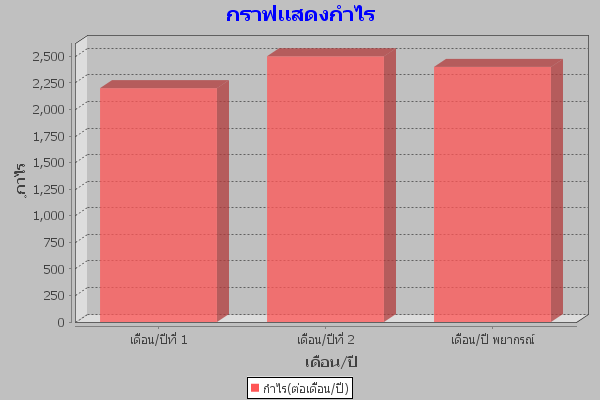 กราฟแสดงกำไร
2,500
2,250
2,000
1,750
1,500
1,250
1,000
750
500
250
0
กำไร
เดือน/ปีที่ 1
เดือน/ปีที่ 2
เดือน/ปี พยากรณ์
เดือน/ปี
กำไร(ต่อเดือน/ปี)